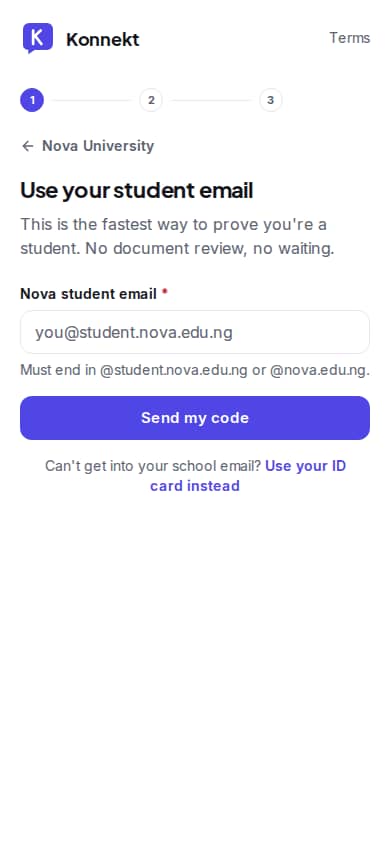 Konnekt
Terms
1
2
3
Nova University
Use your student email
This is the fastest way to prove you're a
student. No document review, no waiting.
Nova student email *
you@student.nova.edu.ng
Must end in @student.nova.edu.ng or @nova.edu.ng.
Send my code
Can't get into your school email? Use your ID
card instead